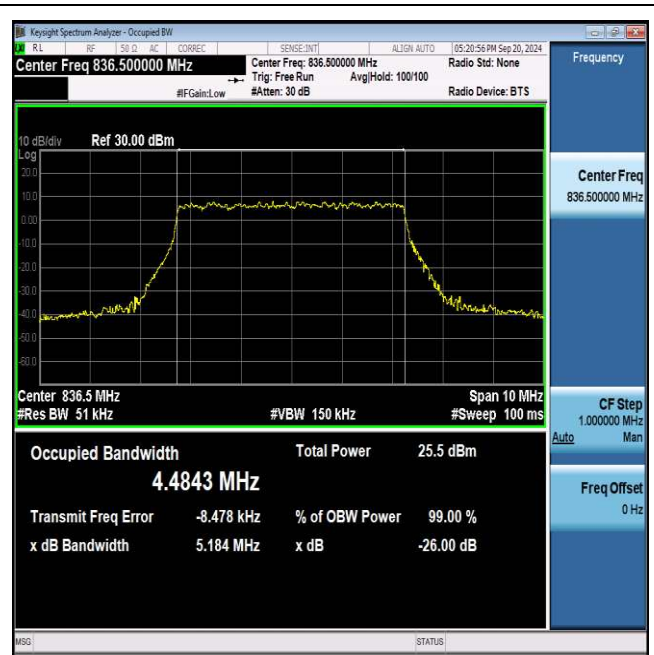 Keysight Spectrum Analyzer - Occupied BW
RL RF 50 Ω AC CORREC SENSE:INT ALIGN AUTO 05:20:56 PM Sep 20, 2024
Center Freq 836.500000 MHz Center Freq: 836.500000 MHz Radio Std: None
Trig: Free Run Avg|Hold: 100/100
#IFGain:Low #Atten: 30 dB Radio Device: BTS
10 dB/div Ref 30.00 dBm
Log
20.0
10.0
0.00
-10.0
-20.0
-30.0
-40.0
-50.0
-60.0
Center 836.5 MHz Span 10 MHz
#Res BW 51 kHz #VBW 150 kHz #Sweep 100 ms
Occupied Bandwidth Total Power 25.5 dBm
4.4843 MHz
Transmit Freq Error -8.478 kHz % of OBW Power 99.00 %
x dB Bandwidth 5.184 MHz x dB -26.00 dB
MSG STATUS
Frequency
Center Freq
836.500000 MHz
CF Step
1.000000 MHz
Auto Man
Freq Offset
0 Hz